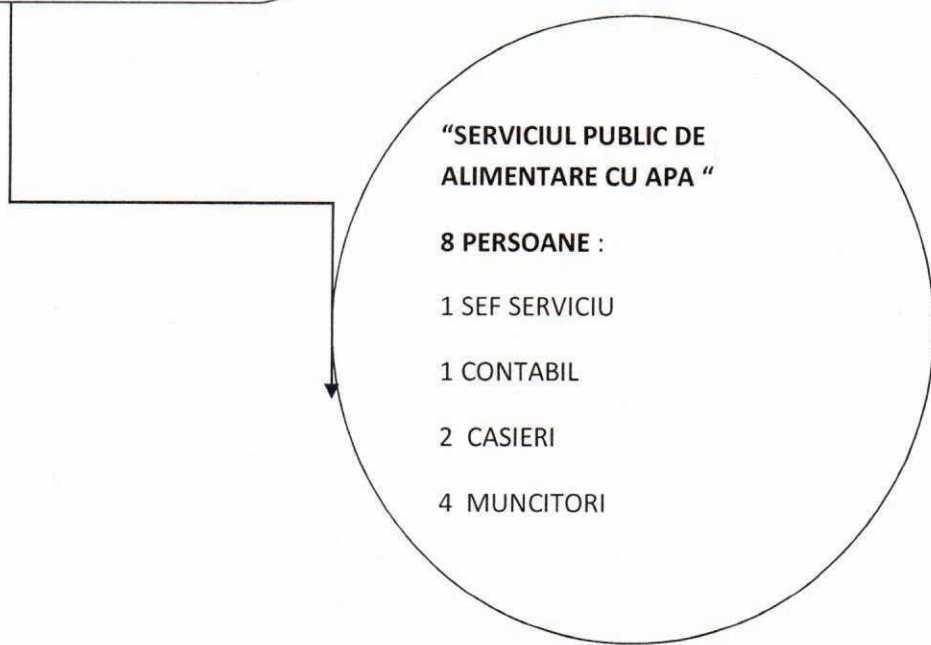 “SERVICIUL PUBLIC DE
ALIMENTARE CU APA “
8 PERSOANE :
1 SEF SERVICIU
1 CONTABIL
2 CASIERI
4 MUNCITORI